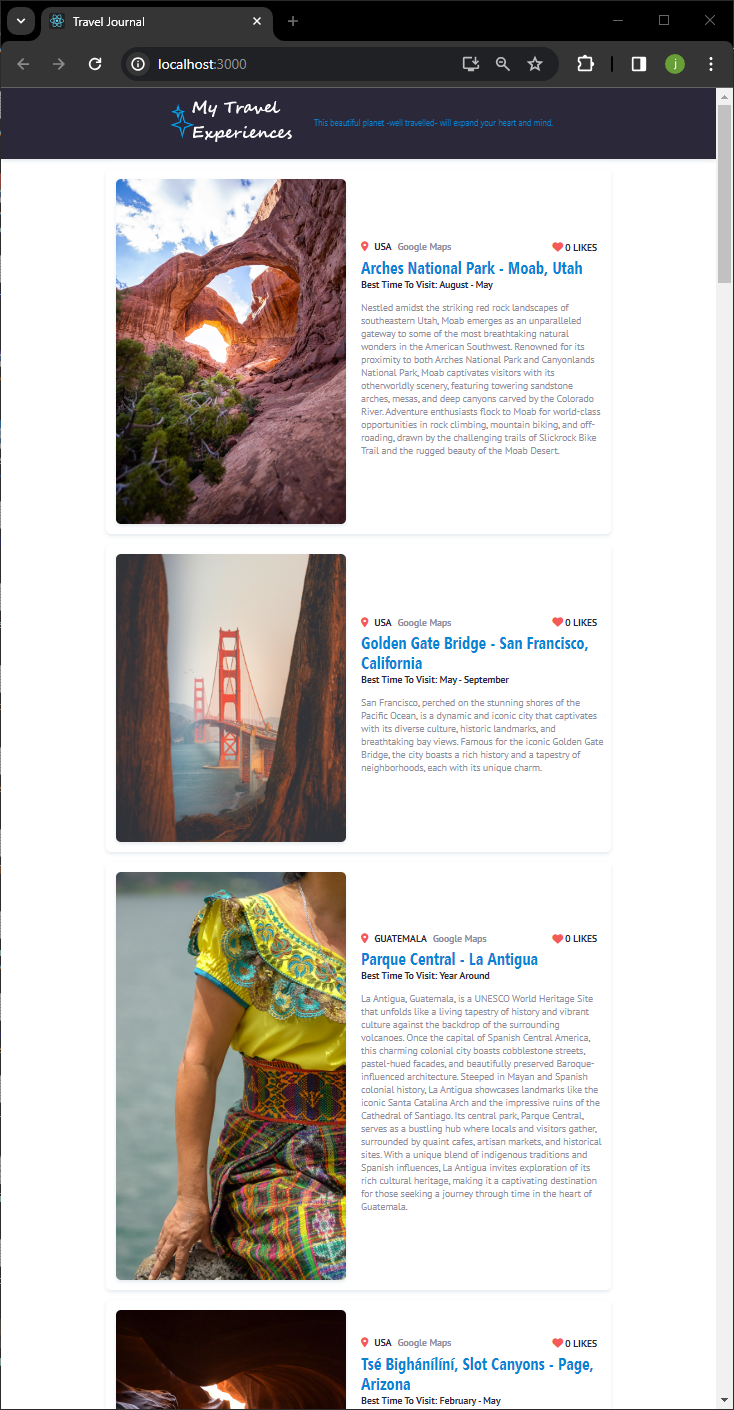 Travel Journal
localhost:3000
j
My Travel
Experiences
This beautiful planet -well travelled- will expand your heart and mind.
USA Google Maps 0 LIKES
Arches National Park - Moab, Utah
Best Time To Visit: August - May
Nestled amidst the striking red rock landscapes of
southeastern Utah, Moab emerges as an unparalleled
gateway to some of the most breathtaking natural
wonders in the American Southwest. Renowned for its
proximity to both Arches National Park and Canyonlands
National Park, Moab captivates visitors with its
otherworldly scenery, featuring towering sandstone
arches, mesas, and deep canyons carved by the Colorado
River. Adventure enthusiasts flock to Moab for world-class
opportunities in rock climbing, mountain biking, and off-
roading, drawn by the challenging trails of Slickrock Bike
Trail and the rugged beauty of the Moab Desert.
USA Google Maps 0 LIKES
Golden Gate Bridge - San Francisco,
California
Best Time To Visit: May - September
San Francisco, perched on the stunning shores of the
Pacific Ocean, is a dynamic and iconic city that captivates
with its diverse culture, historic landmarks, and
breathtaking bay views. Famous for the iconic Golden Gate
Bridge, the city boasts a rich history and a tapestry of
neighborhoods, each with its unique charm.
GUATEMALA Google Maps 0 LIKES
Parque Central - La Antigua
Best Time To Visit: Year Around
La Antigua, Guatemala, is a UNESCO World Heritage Site
that unfolds like a living tapestry of history and vibrant
culture against the backdrop of the surrounding
volcanoes. Once the capital of Spanish Central America,
this charming colonial city boasts cobblestone streets,
pastel-hued facades, and beautifully preserved Baroque-
influenced architecture. Steeped in Mayan and Spanish
colonial history, La Antigua showcases landmarks like the
iconic Santa Catalina Arch and the impressive ruins of the
Cathedral of Santiago. Its central park, Parque Central,
serves as a bustling hub where locals and visitors gather,
surrounded by quaint cafes, artisan markets, and historical
sites. With a unique blend of indigenous traditions and
Spanish influences, La Antigua invites exploration of its
rich cultural heritage, making it a captivating destination
for those seeking a journey through time in the heart of
Guatemala.
USA Google Maps 0 LIKES
Tsé Bighánílíní, Slot Canyons - Page,
Arizona
Best Time To Visit: February - May